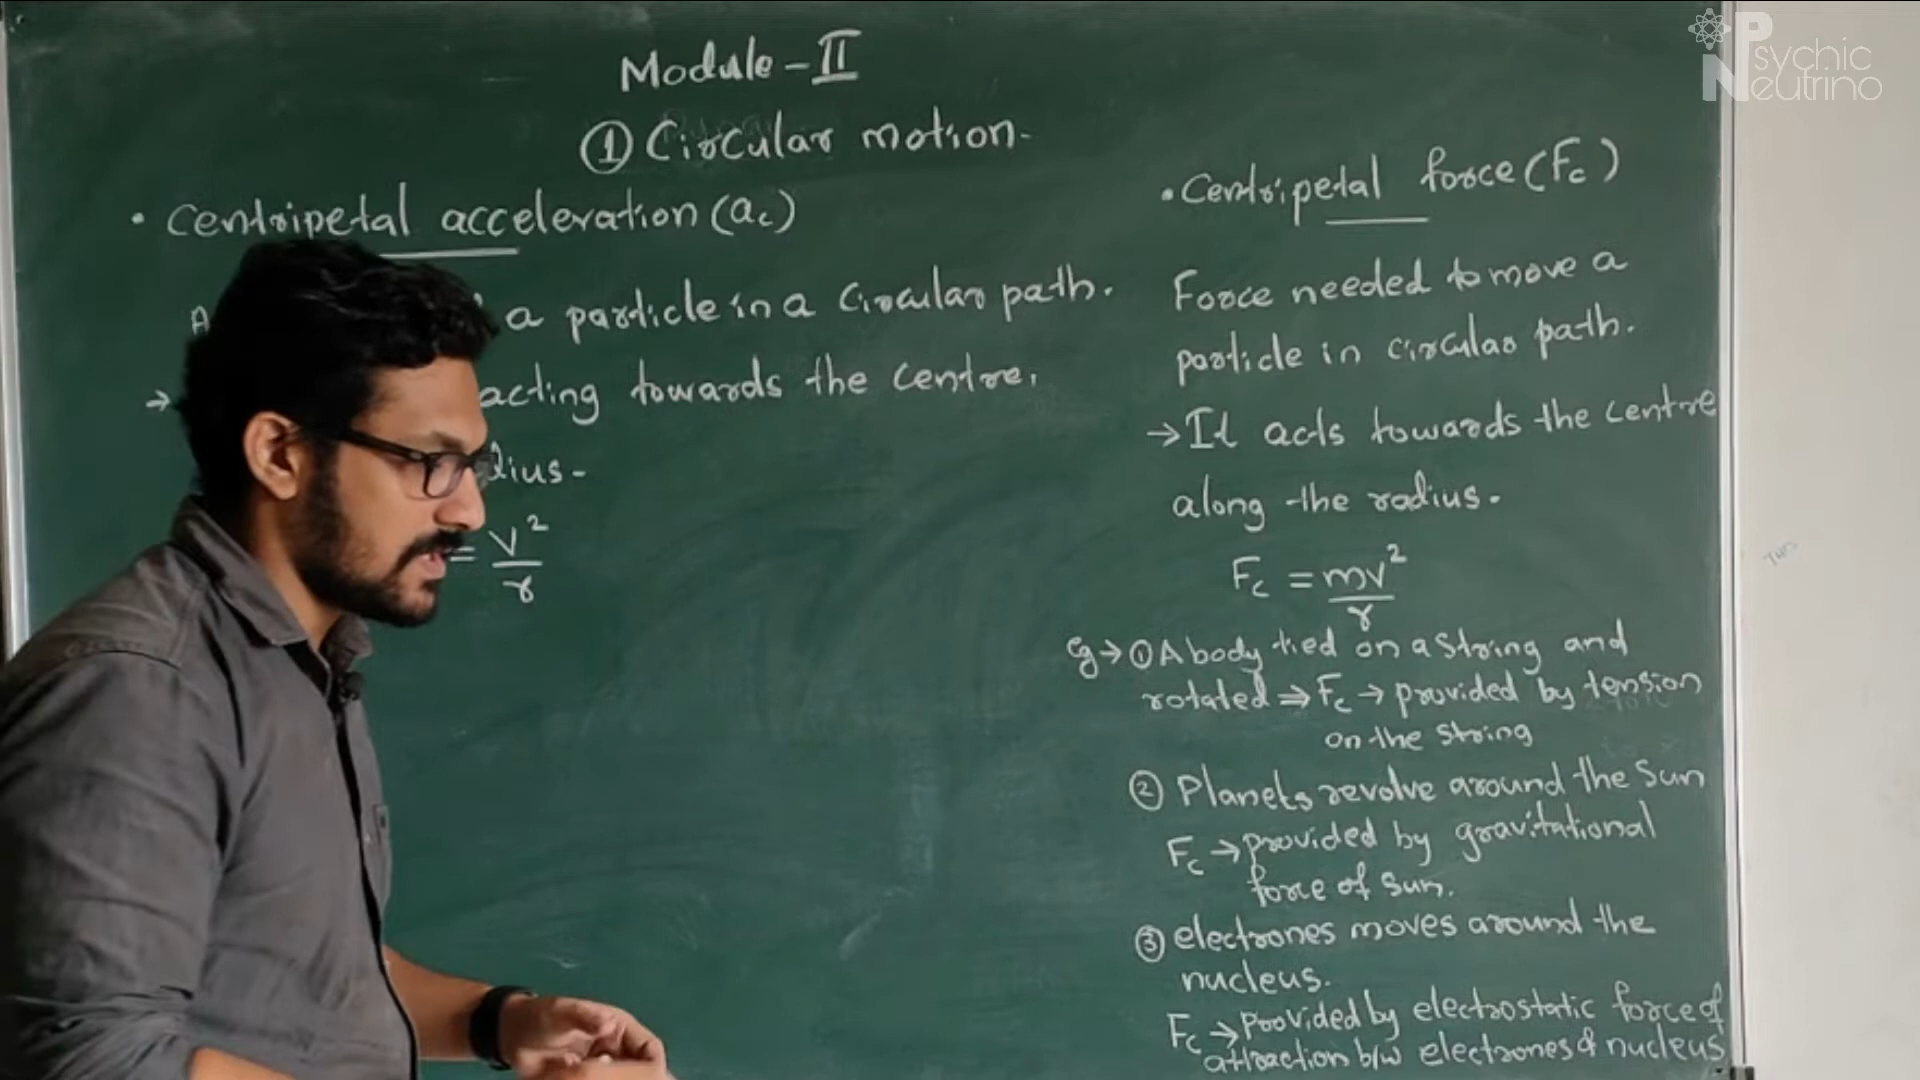 Psychic
Neutrino
Module - II
① Circular motion.
• Centripetal acceleration (ac)
A
a particle in a Circular path.
→ acting towards the centre.
dius -
= v²
r
• Centripetal force (Fc)
Force needed to move a
particle in circular path.
→ It acts towards the centre
along the radius.
Fc = mv²
r
eg → ① A body tied on a string and
rotated ⇒ Fc → provided by tension
on the string
② Planets revolve around the sun
Fc → provided by gravitational
force of sun.
③ electrones moves around the
nucleus.
Fc → provided by electrostatic force of
attraction b/w electrones & nucleus